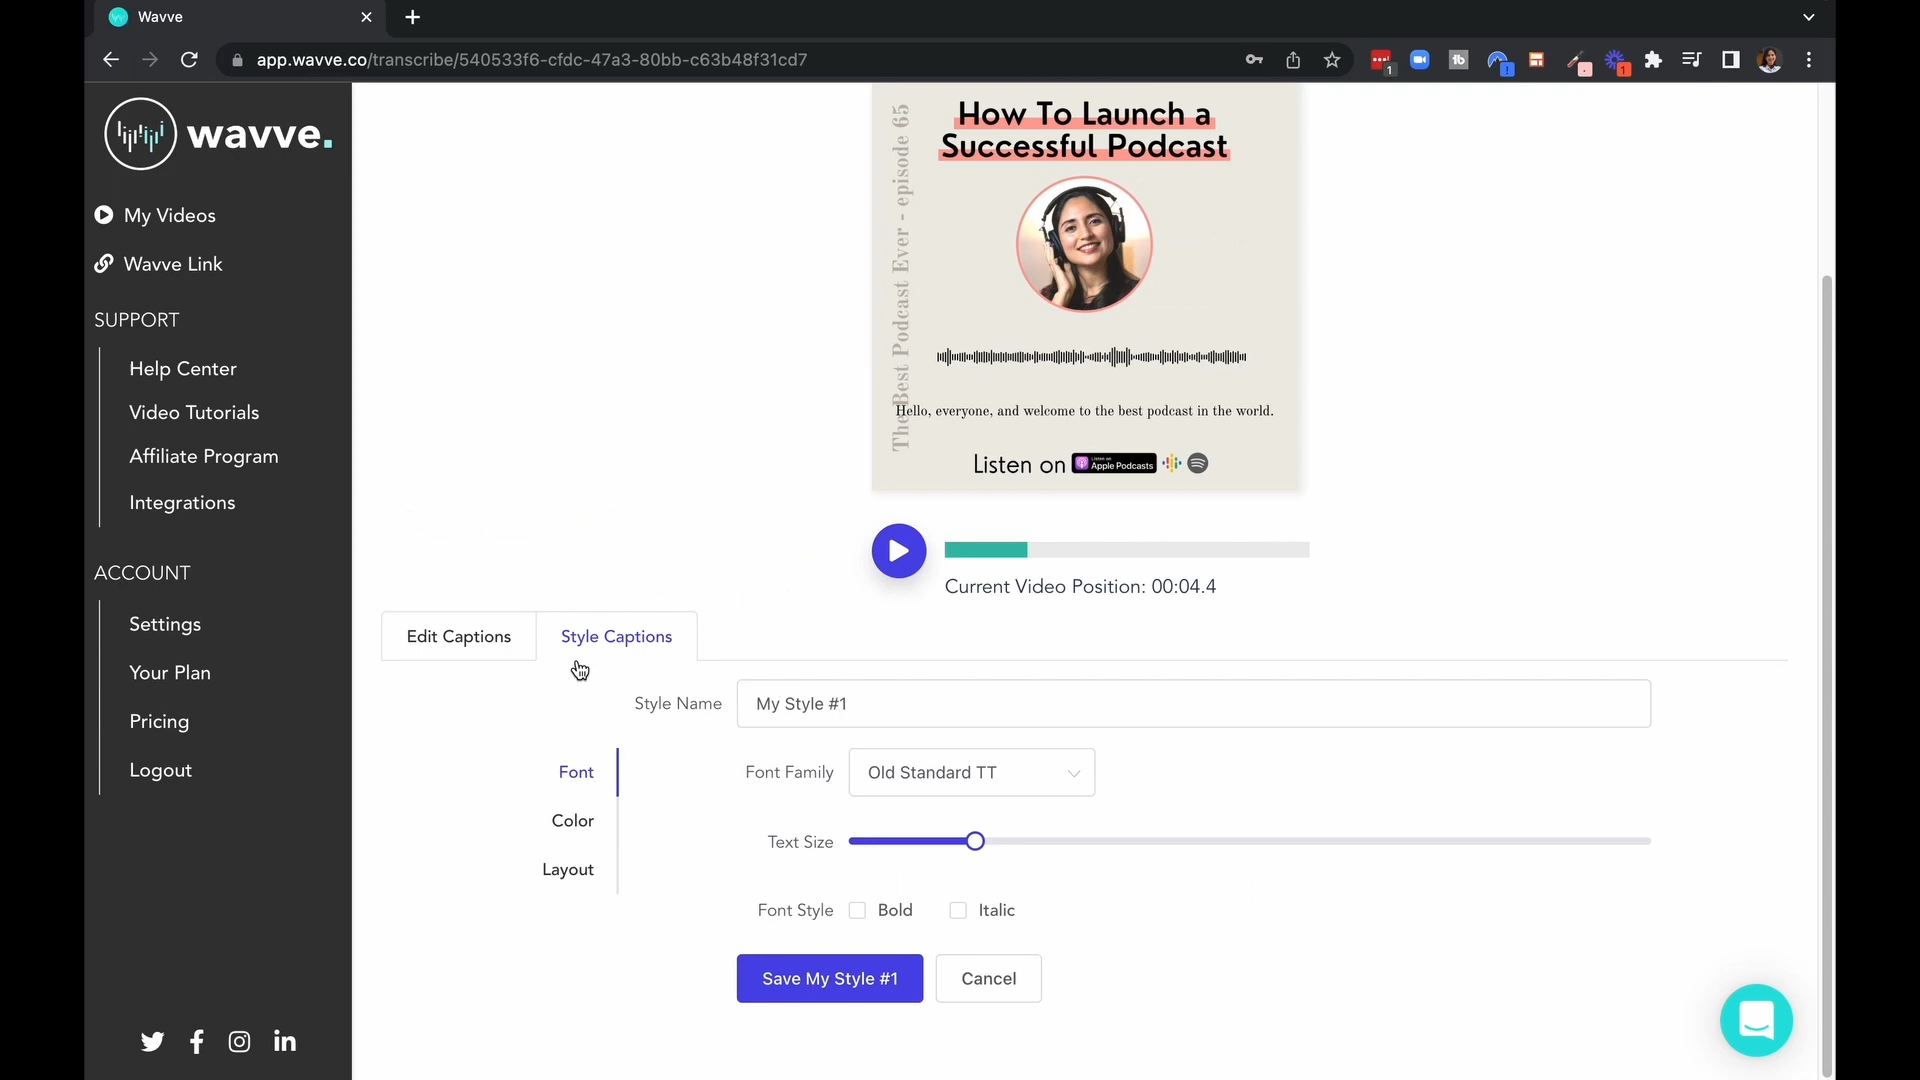 Wavve
app.wavve.co/transcribe/540533f6-cfdc-47a3-80bb-c63b48f31cd7
1
!
1
wavve.
My Videos
Wavve Link
SUPPORT
Help Center
Video Tutorials
Affiliate Program
Integrations
ACCOUNT
Settings
Your Plan
Pricing
Logout
How To Launch a
Successful Podcast
The Best Podcast Ever - episode 65
Hello, everyone, and welcome to the best podcast in the world.
Listen on
Listen on
Apple Podcasts
Current Video Position: 00:04.4
Edit Captions
Style Captions
Style Name
My Style #1
Font
Font Family
Old Standard TT
Color
Text Size
Layout
Font Style
Bold
Italic
Save My Style #1
Cancel